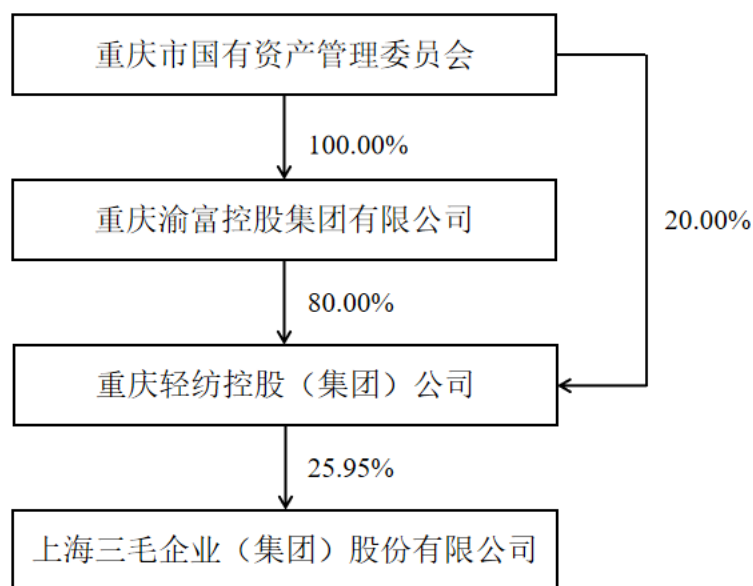 重庆市国有资产管理委员会
100.00%
重庆渝富控股集团有限公司
20.00%
80.00%
重庆轻纺控股（集团）公司
25.95%
上海三毛企业（集团）股份有限公司